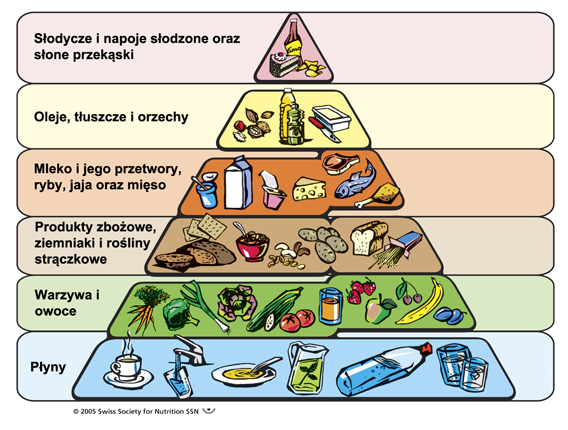 Słodycze i napoje słodzone oraz
słone przekąski
Oleje, tłuszcze i orzechy
Mleko i jego przetwory,
ryby, jaja oraz mięso
Produkty zbożowe,
ziemniaki i rośliny
strączkowe
Warzywa i
owoce
Płyny
© 2005 Swiss Society for Nutrition SSN